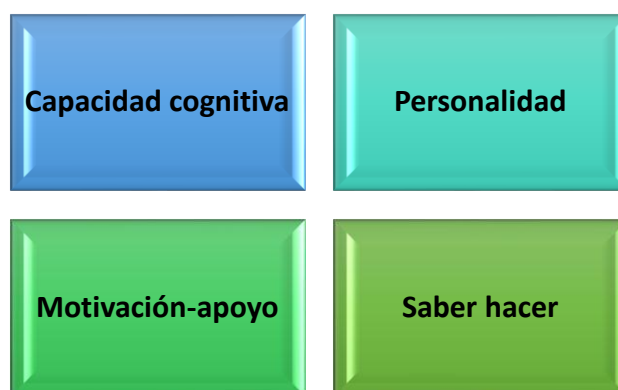 Capacidad cognitiva
Personalidad
Motivación-apoyo
Saber hacer